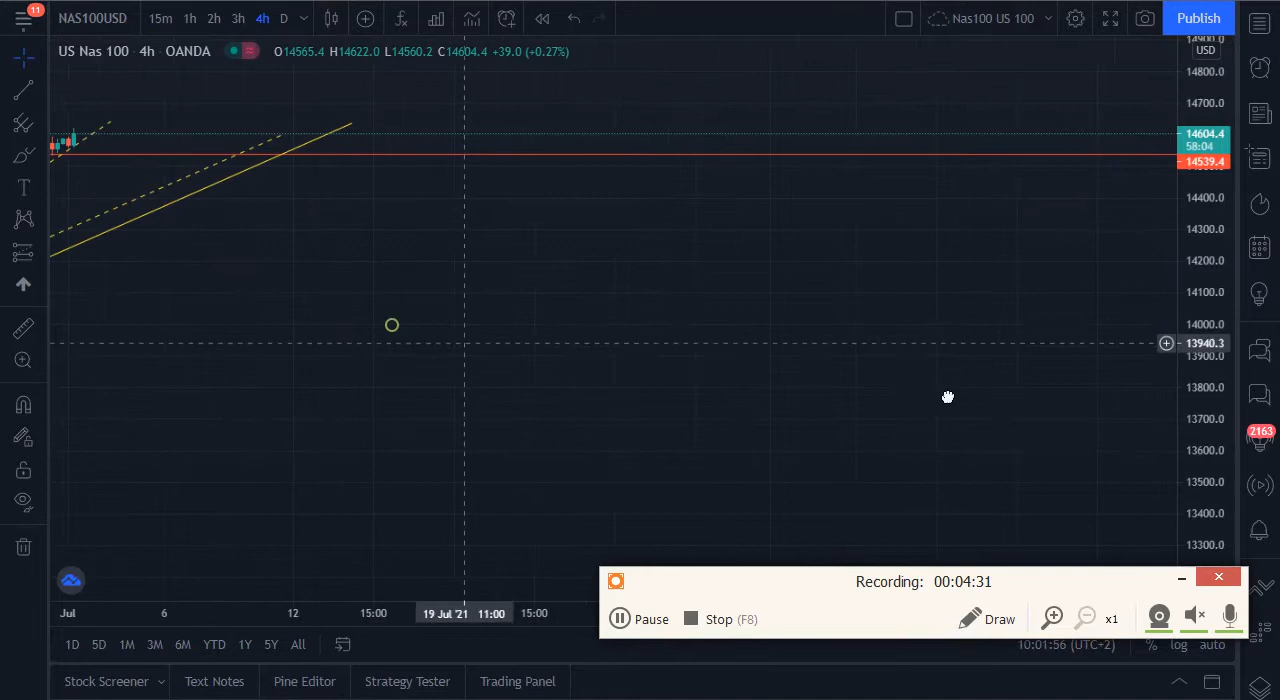 11
NAS100USD 15m 1h 2h 3h 4h D Nas100 US 100 Publish
US Nas 100 4h OANDA O14565.4 H14622.0 L14560.2 C14604.4 +39.0 (+0.27%)
14900.0
USD
14800.0
14700.0
14604.4
58:04
14539.4
14400.0
14300.0
14200.0
14100.0
14000.0
13940.3
13900.0
13800.0
13700.0
13600.0
13500.0
13400.0
13300.0
2163
Recording: 00:04:31
Pause Stop (F8) Draw x1
Jul 6 12 15:00 19 Jul '21 11:00 15:00
1D 5D 1M 3M 6M YTD 1Y 5Y All 10:01:56 (UTC+2) % log auto
Stock Screener Text Notes Pine Editor Strategy Tester Trading Panel